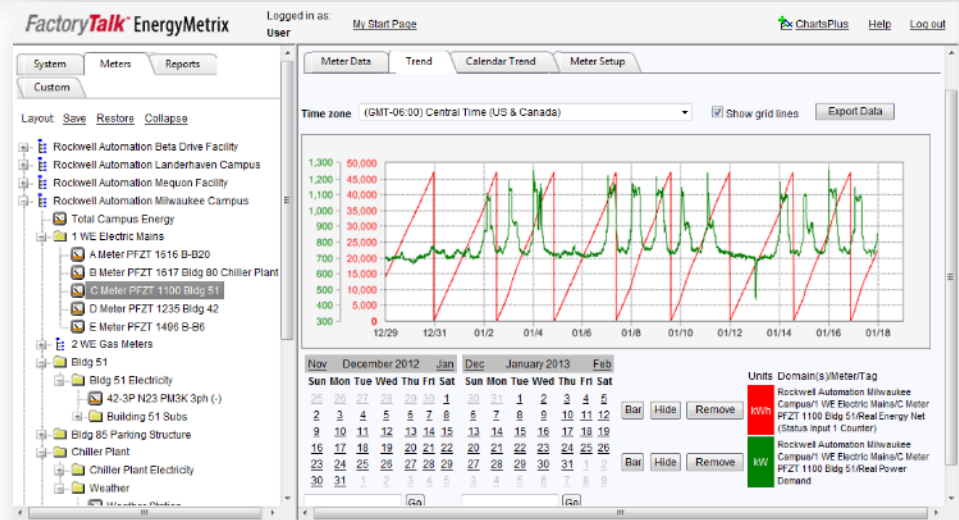 FactoryTalk EnergyMetrix
Logged in as:
User
My Start Page
ChartsPlus Help Log out
System Meters Reports
Custom
Layout: Save Restore Collapse
Rockwell Automation Beta Drive Facility
Rockwell Automation Landerhaven Campus
Rockwell Automation Mequon Facility
Rockwell Automation Milwaukee Campus
Total Campus Energy
1 WE Electric Mains
A Meter PFZT 1616 B-B20
B Meter PFZT 1617 Bldg 80 Chiller Plant
C Meter PFZT 1100 Bldg 51
D Meter PFZT 1235 Bldg 42
E Meter PFZT 1496 B-B6
2 WE Gas Meters
Bldg 51
Bldg 51 Electricity
42-3P N23 PM3K 3ph (-)
Building 51 Subs
Bldg 85 Parking Structure
Chiller Plant
Chiller Plant Electricity
Weather
Weather Station
Meter Data Trend Calendar Trend Meter Setup
Time zone (GMT-06:00) Central Time (US & Canada) Show grid lines Export Data
1,300 50,000
1,200 45,000
1,100 40,000
1,000 35,000
900 30,000
800 25,000
700 20,000
600 15,000
500 10,000
400 5,000
300 0
12/29 12/31 01/2 01/4 01/6 01/8 01/10 01/12 01/14 01/16 01/18
Nov December 2012 Jan
Sun Mon Tue Wed Thu Fri Sat
25 26 27 28 29 30 1
2 3 4 5 6 7 8
9 10 11 12 13 14 15
16 17 18 19 20 21 22
23 24 25 26 27 28 29
30 31 1 2 3 4 5
Go
Dec January 2013 Feb
Sun Mon Tue Wed Thu Fri Sat
30 31 1 2 3 4 5
6 7 8 9 10 11 12
13 14 15 16 17 18 19
20 21 22 23 24 25 26
27 28 29 30 31 1 2
3 4 5 6 7 8 9
Go
Units Domain(s)/Meter/Tag
Bar Hide Remove kWh
Rockwell Automation Milwaukee
Campus/1 WE Electric Mains/C Meter
PFZT 1100 Bldg 51/Real Energy Net
(Status Input 1 Counter)
Bar Hide Remove kW
Rockwell Automation Milwaukee
Campus/1 WE Electric Mains/C Meter
PFZT 1100 Bldg 51/Real Power
Demand